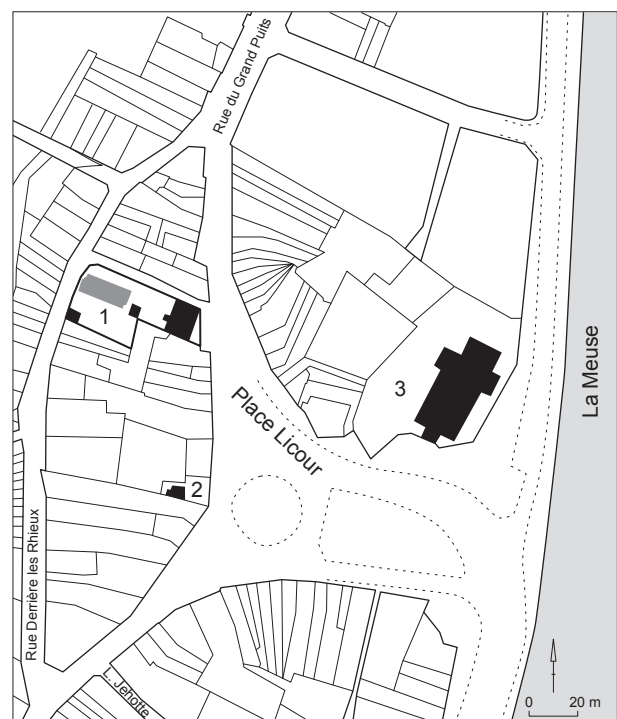 Rue du Grand Puits
1
3
La Meuse
Place Licour
2
Rue Derrière les Rhieux
L. Jehotte
0 20 m